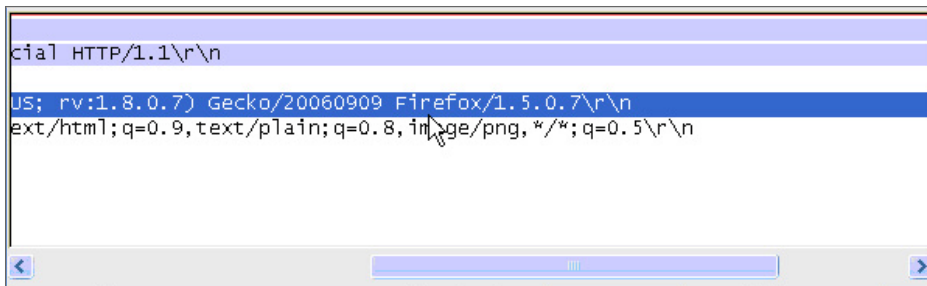 cial HTTP/1.1\r\n
US; rv:1.8.0.7) Gecko/20060909 Firefox/1.5.0.7\r\n
ext/html;q=0.9,text/plain;q=0.8,image/png,*/*;q=0.5\r\n